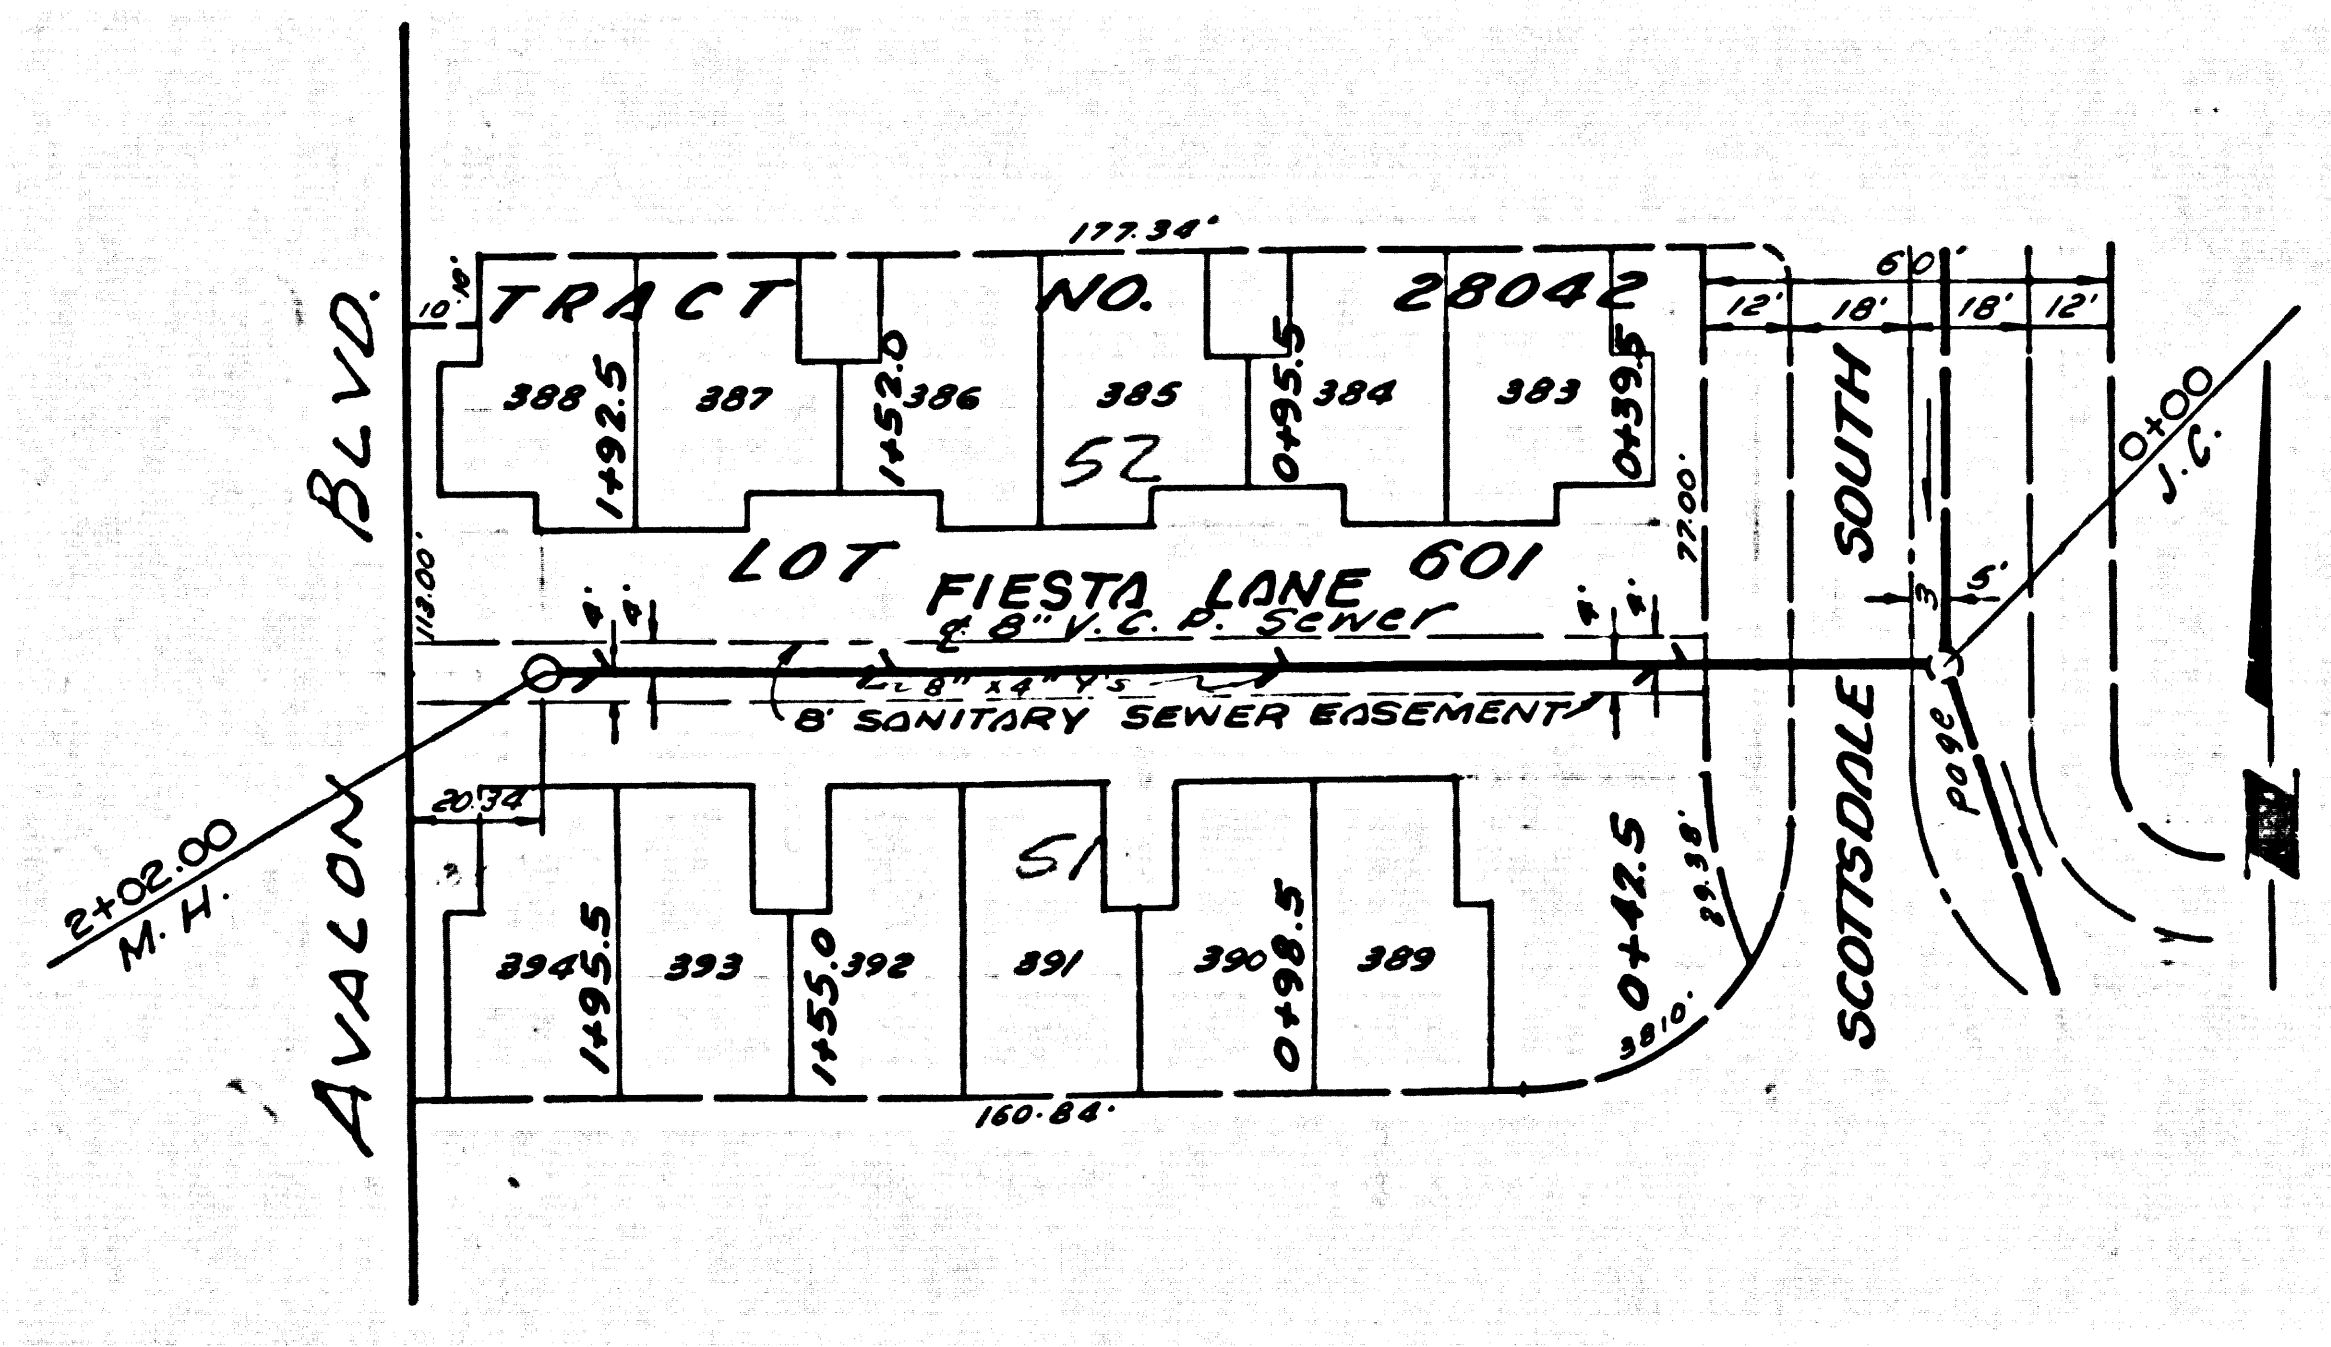 177.34'
60'
10'
10'
TRACT NO. 28042
12' 18' 18' 12'
BLVD.
388 387 386 385 384 383
1+92.5 1+52.0 0+95.5 0+39.5
52
SOUTH
0+00
J.C.
77.00'
LOT 601
113.00'
FIESTA LANE
4' 4' 4' 4'
℄ 8" V.C.P. Sewer
3 5'
8" x 4" Y's
8' SANITARY SEWER EASEMENT
page
20.34
2+02.00
M.H.
AVALON
51
SCOTTSDALE
29.38'
394 393 392 391 390 389
1+95.5 1+55.0 0+98.5 0+42.5
38.10'
160.84'